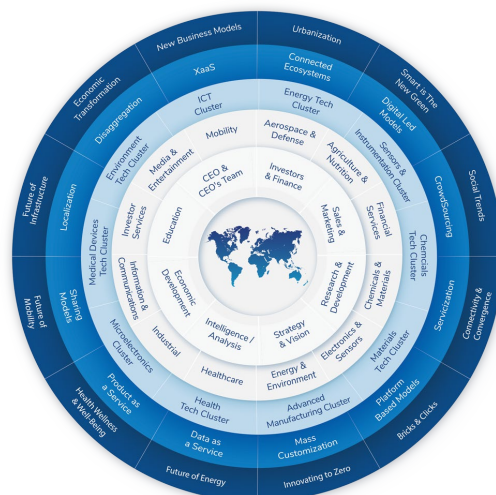 New Business Models
Urbanization
Smart is The
New Green
Social Trends
Connectivity &
Convergence
Bricks & Clicks
Innovating to Zero
Future of Energy
Health Wellness
& Well-Being
Future of
Mobility
Future of
Infrastructure
Economic
Transformation
XaaS
Connected
Ecosystems
Digital Led
Models
CrowdSourcing
Servicization
Platform
Based Models
Mass
Customization
Data as
a Service
Product as
a Service
Sharing
Models
Localization
Disaggregation
ICT
Cluster
Energy Tech
Cluster
Sensors &
Instrumentation Cluster
Chemcials
Tech Cluster
Materials
Tech Cluster
Advanced
Manufacturing Cluster
Health
Tech Cluster
Microelectronics
Cluster
Medical Devices
Tech Cluster
Environment
Tech Cluster
Mobility
Aerospace &
Defense
Agriculture &
Nutrition
Financial
Services
Chemicals &
Materials
Electronics &
Sensors
Energy &
Environment
Healthcare
Industrial
Information &
Communications
Investor
Services
Media &
Entertainment
CEO &
CEO's Team
Investors
& Finance
Sales &
Marketing
Research &
Development
Strategy
& Vision
Intelligence /
Analysis
Economic
Development
Education